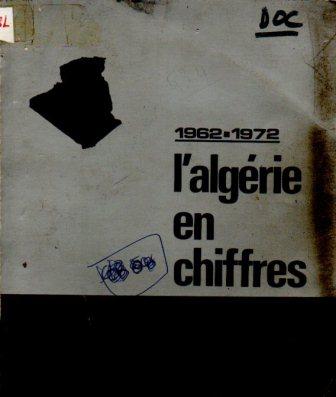 DOC
1962-1972
l'algérie
en
chiffres